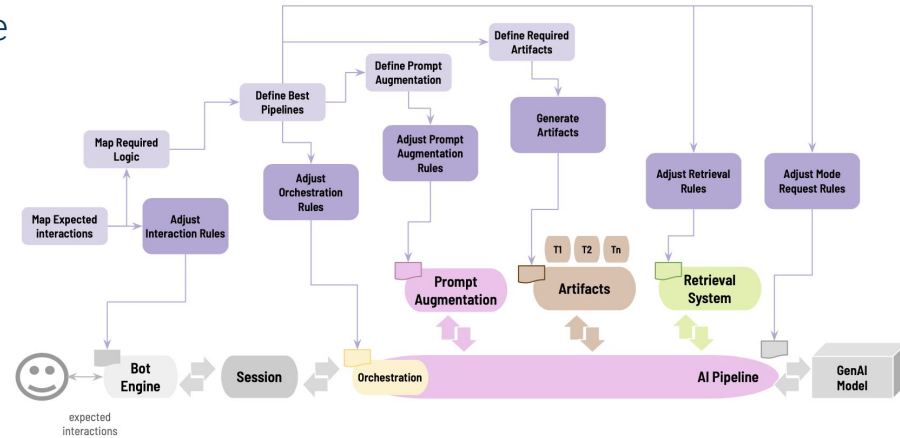 e
Define Required
Artifacts
Define Prompt
Augmentation
Define Best
Pipelines
Generate
Artifacts
Map Required
Logic
Adjust Prompt
Augmentation
Rules
Adjust
Orchestration
Rules
Adjust Retrieval
Rules
Adjust Mode
Request Rules
Map Expected
interactions
Adjust
Interaction Rules
T1
T2
Tn
Prompt
Augmentation
Artifacts
Retrieval
System
Bot
Engine
Session
Orchestration
AI Pipeline
GenAI
Model
expected
interactions